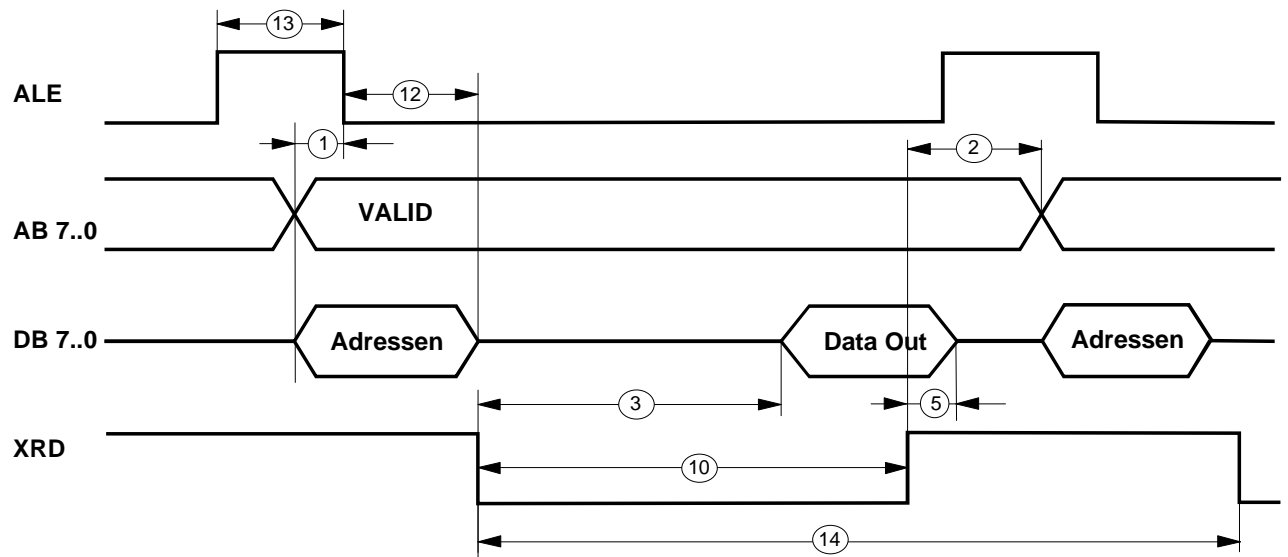 13
ALE
12
1
2
AB 7..0
VALID
DB 7..0
Adressen
Data Out
Adressen
3
5
XRD
10
14